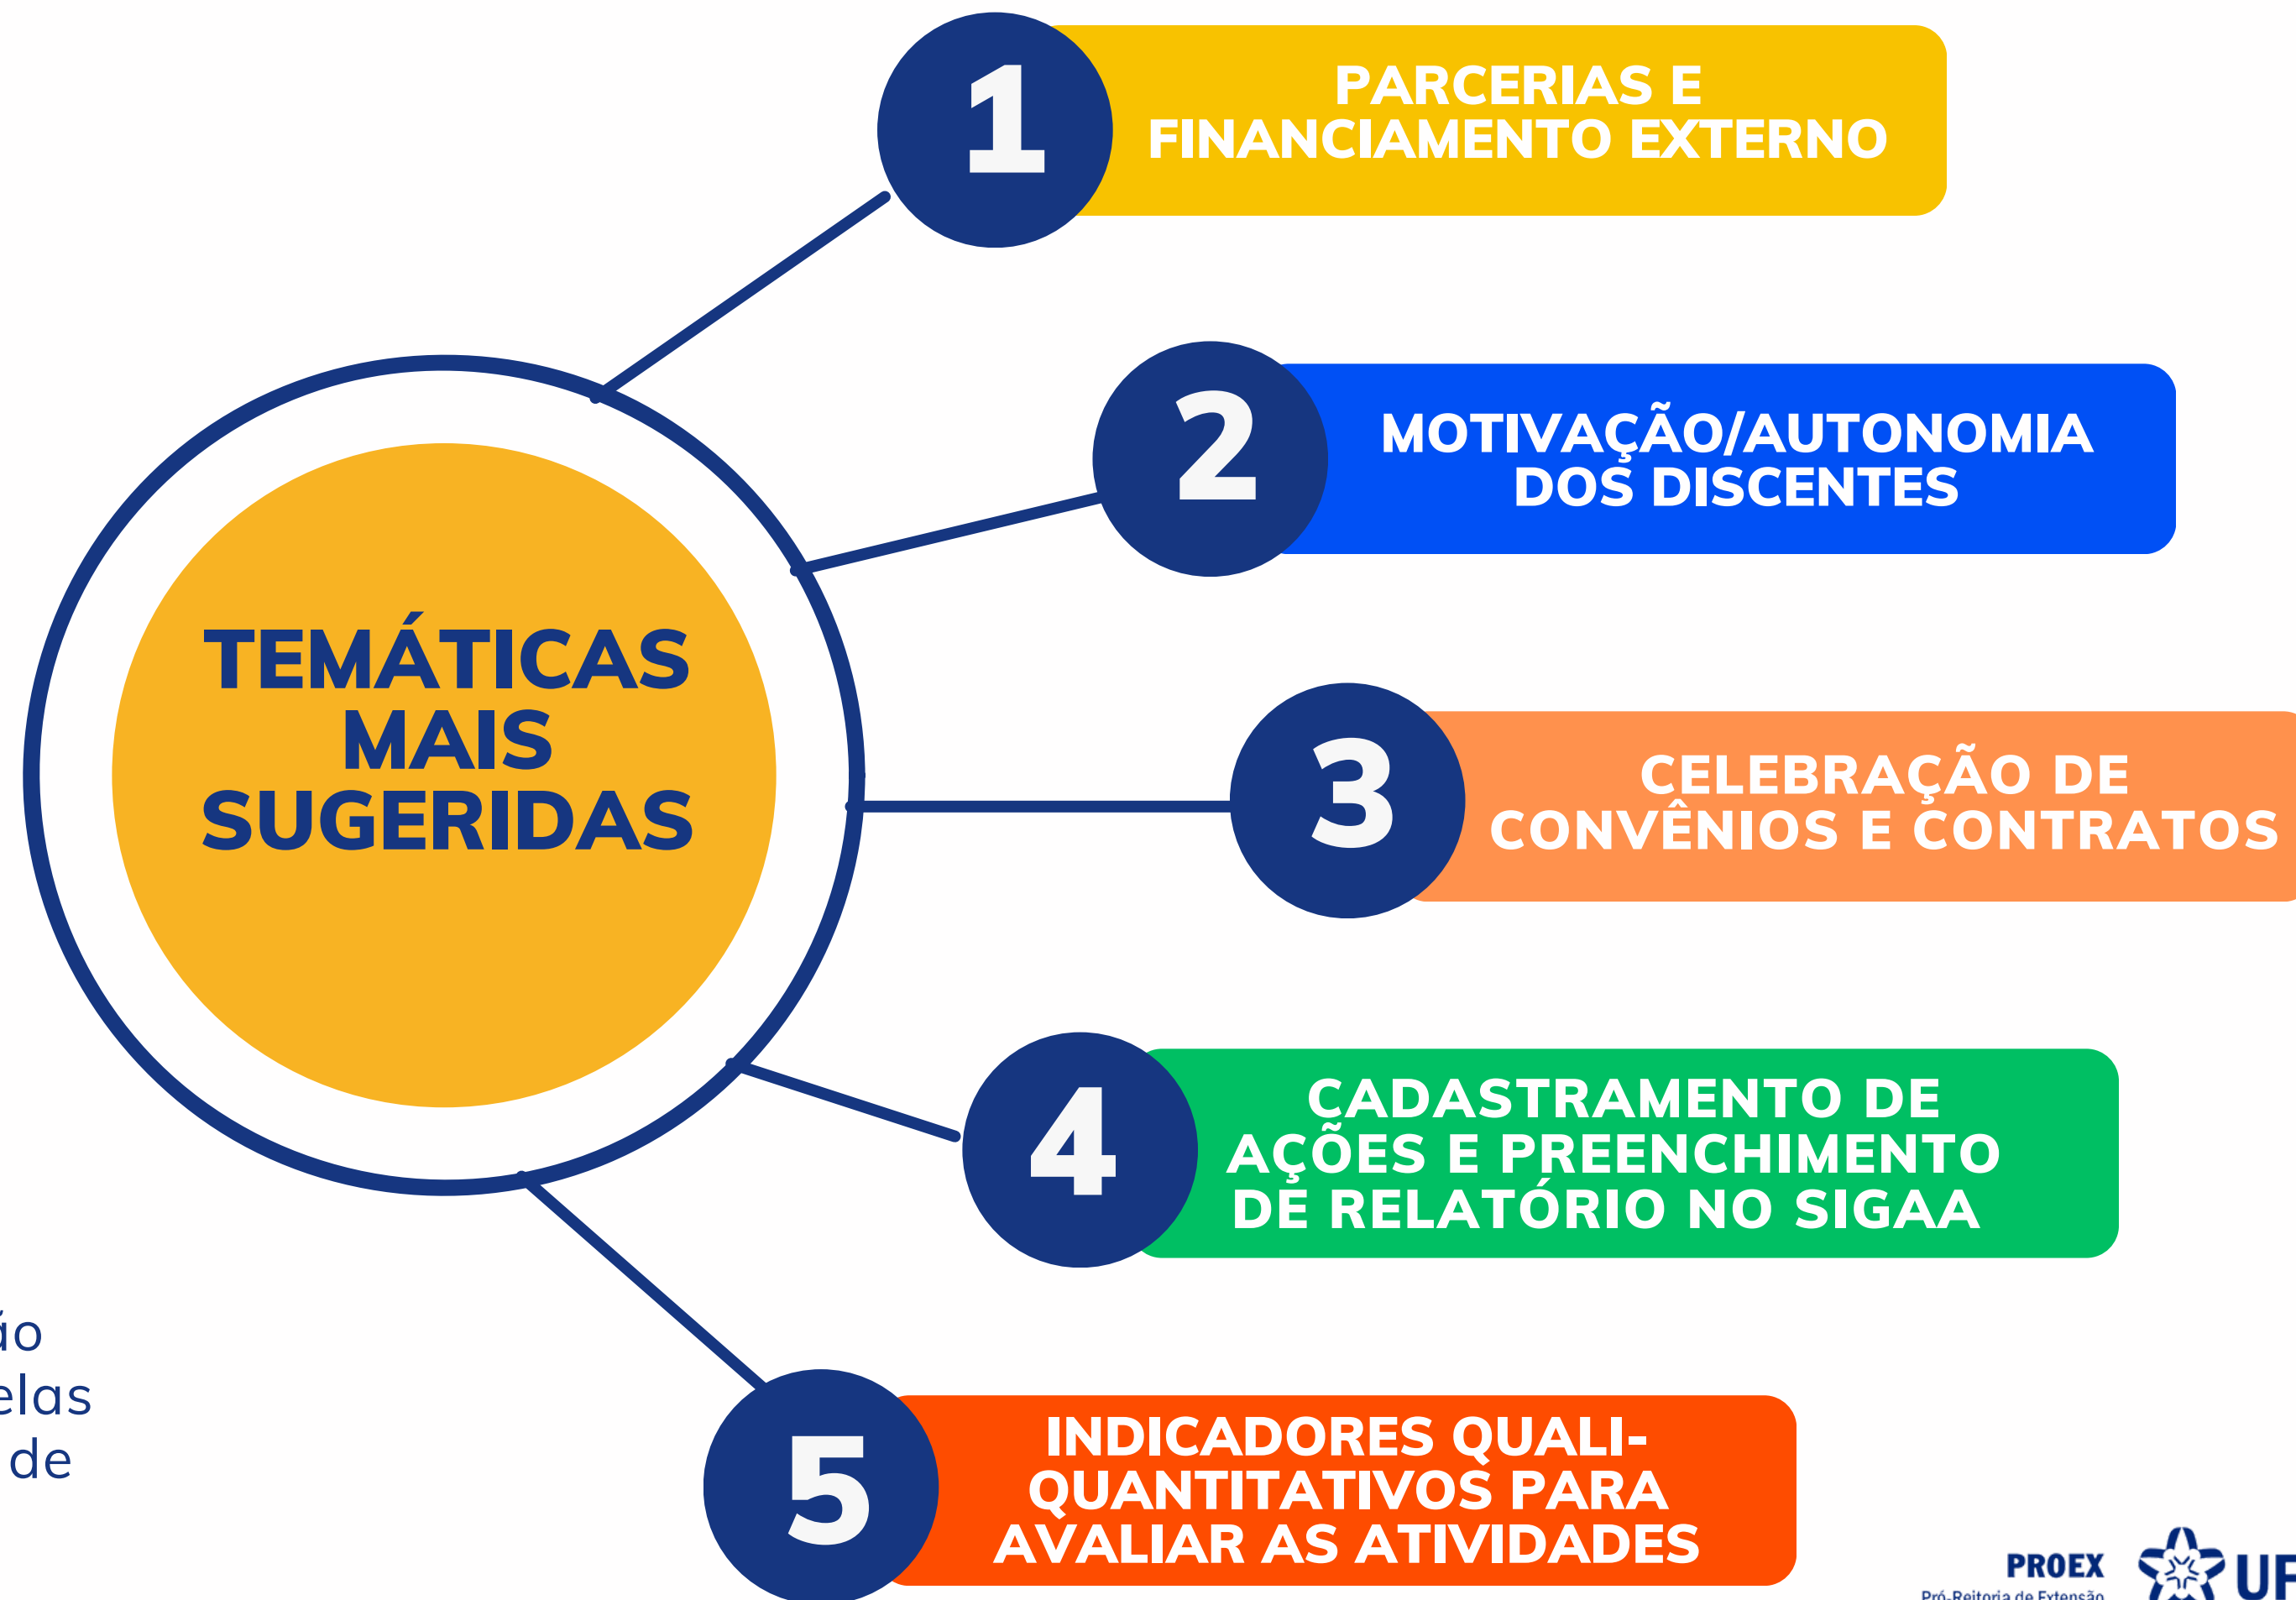 1
PARCERIAS E
FINANCIAMENTO EXTERNO
2
MOTIVAÇÃO/AUTONOMIA
DOS DISCENTES
TEMÁTICAS
MAIS
SUGERIDAS
3
CELEBRAÇÃO DE
CONVÊNIOS E CONTRATOS
4
CADASTRAMENTO DE
AÇÕES E PREENCHIMENTO
DE RELATÓRIO NO SIGAA
5
INDICADORES QUALI-
QUANTITATIVOS PARA
AVALIAR AS ATIVIDADES
de
PROEX
Pró-Reitoria de Extensão